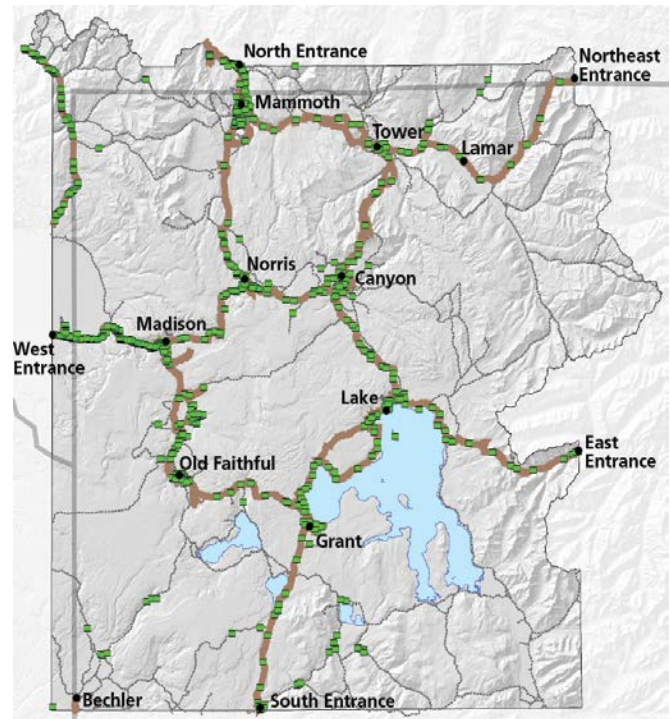 North Entrance
Northeast
Entrance
Mammoth
Tower
Lamar
Norris
Canyon
Madison
West
Entrance
Lake
East
Entrance
Old Faithful
Grant
Bechler
South Entrance